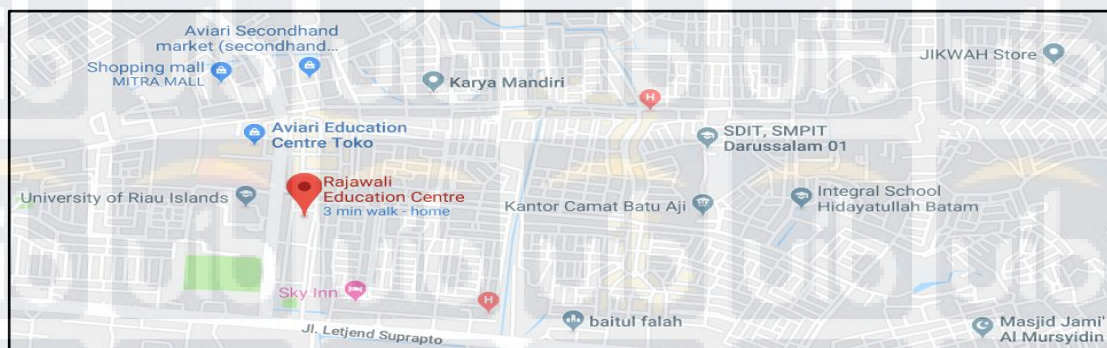 Aviari Secondhand
market (secondhand...
Shopping mall
MITRA MALL
JIKWAH Store
Karya Mandiri
H
Aviari Education
Centre Toko
SDIT, SMPIT
Darussalam 01
Rajawali
Education Centre
3 min walk - home
University of Riau Islands
Kantor Camat Batu Aji
Integral School
Hidayatullah Batam
Sky Inn
H
baitul falah
Jl. Letjend Suprapto
Masjid Jami'
Al Mursyidin